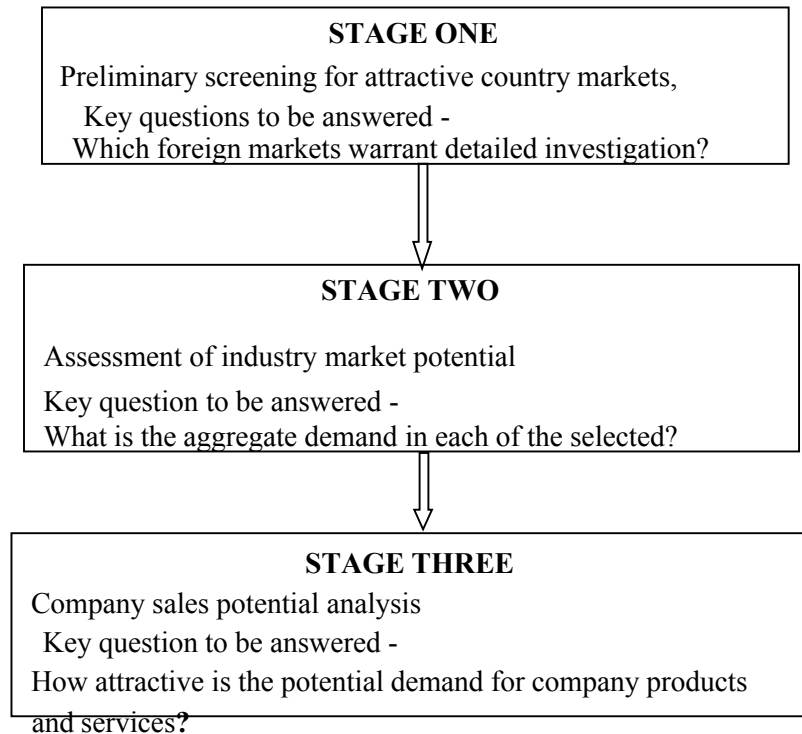 STAGE ONE
Preliminary screening for attractive country markets,
Key questions to be answered -
Which foreign markets warrant detailed investigation?
STAGE TWO
Assessment of industry market potential
Key question to be answered -
What is the aggregate demand in each of the selected?
STAGE THREE
Company sales potential analysis
Key question to be answered -
How attractive is the potential demand for company products
and services?